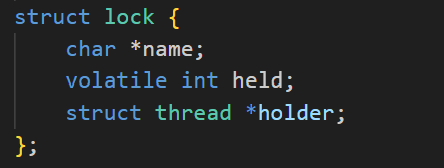 struct lock {
    char *name;
    volatile int held;
    struct thread *holder;
};